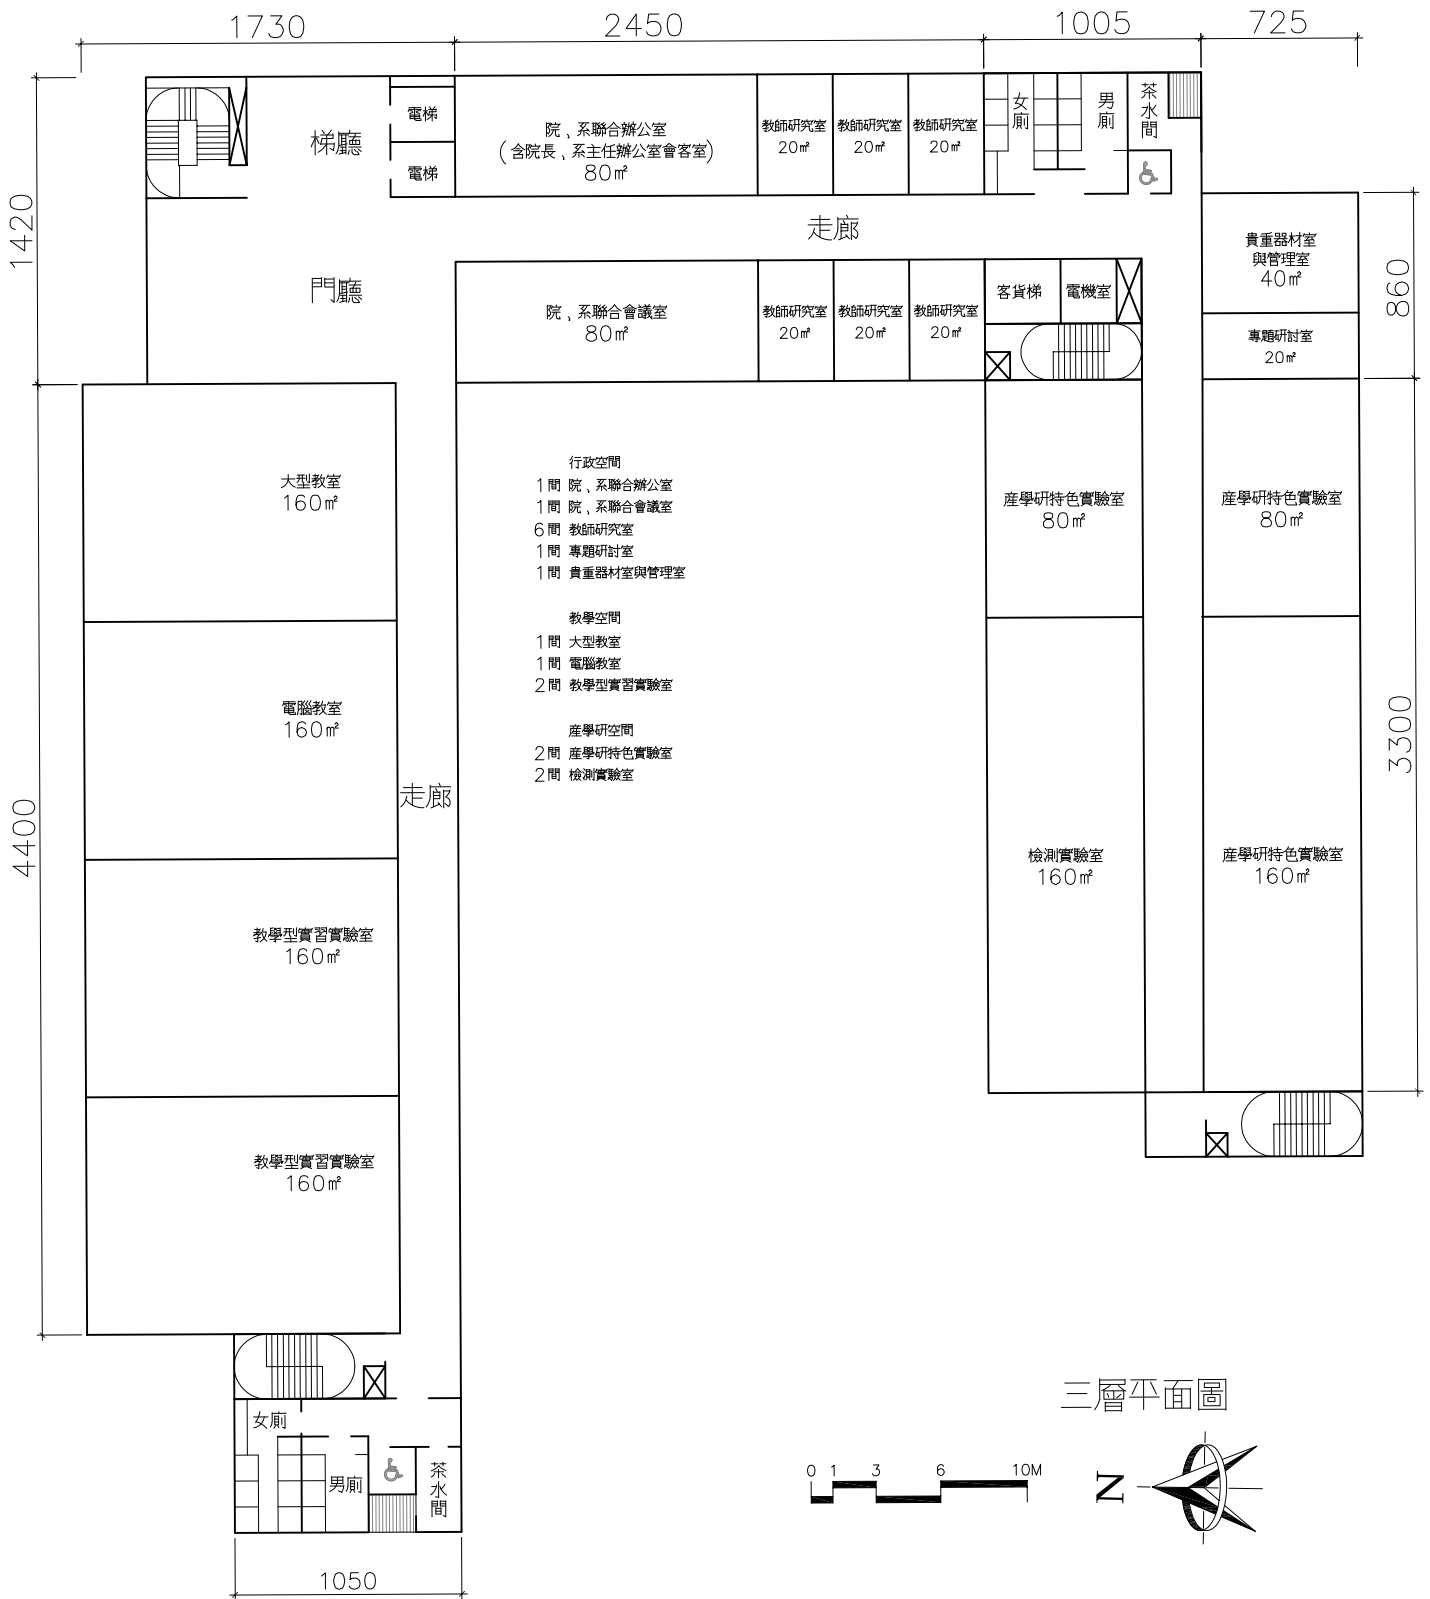 1730
2450
1005
725
1420
4400
860
3300
1050
梯廳
電梯
電梯
院、系聯合辦公室
(含院長、系主任辦公室會客室)
80㎡
教師研究室
20㎡
教師研究室
20㎡
教師研究室
20㎡
女廁
男廁
茶水間
走廊
門廳
院、系聯合會議室
80㎡
教師研究室
20㎡
教師研究室
20㎡
教師研究室
20㎡
客貨梯
電機室
貴重器材室
與管理室
40㎡
專題研討室
20㎡
大型教室
160㎡
電腦教室
160㎡
教學型實習實驗室
160㎡
教學型實習實驗室
160㎡
走廊
行政空間
1間 院、系聯合辦公室
1間 院、系聯合會議室
6間 教師研究室
1間 專題研討室
1間 貴重器材室與管理室
教學空間
1間 大型教室
1間 電腦教室
2間 教學型實習實驗室
產學研空間
2間 產學研特色實驗室
2間 檢測實驗室
產學研特色實驗室
80㎡
產學研特色實驗室
80㎡
檢測實驗室
160㎡
產學研特色實驗室
160㎡
女廁
男廁
茶水間
三層平面圖
0 1 3 6 10M
N